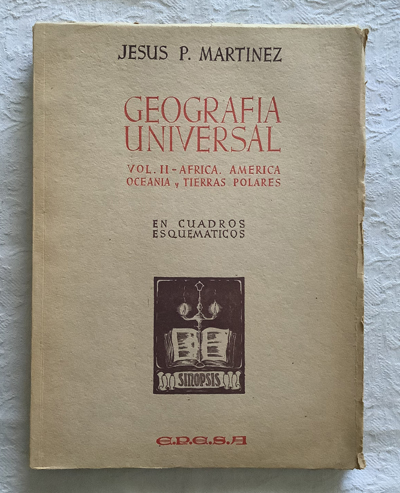 JESUS P. MARTINEZ
GEOGRAFIA
UNIVERSAL
VOL. II - AFRICA, AMERICA
OCEANIA y TIERRAS POLARES
EN CUADROS
ESQUEMATICOS
SINOPSIS
E.P.E.S.A